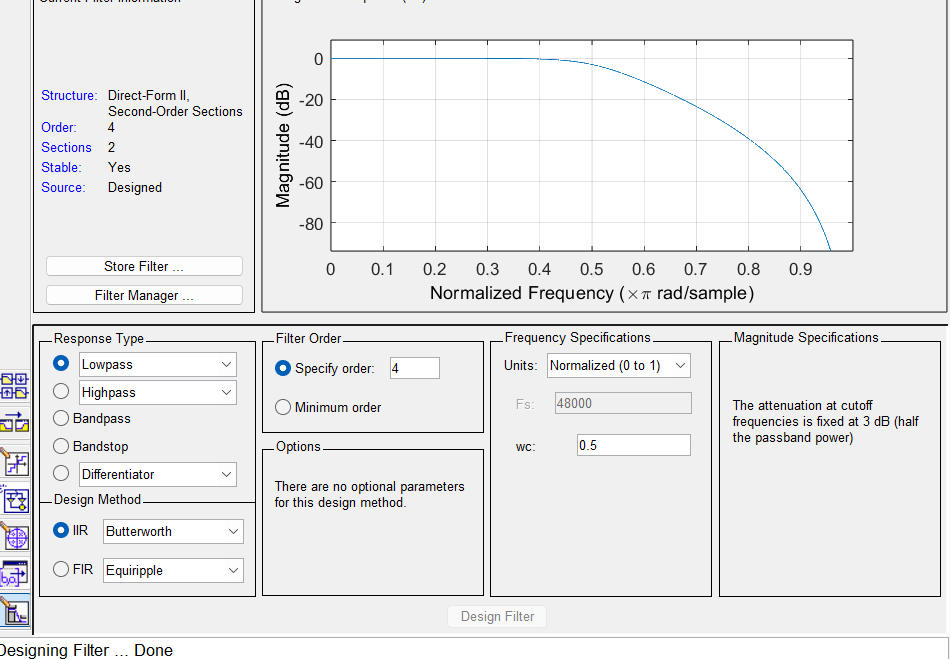 Current Filter Information
Structure: Direct-Form II,
Second-Order Sections
Order: 4
Sections 2
Stable: Yes
Source: Designed
Store Filter ...
Filter Manager ...
Magnitude (dB)
0
-20
-40
-60
-80
0 0.1 0.2 0.3 0.4 0.5 0.6 0.7 0.8 0.9
Normalized Frequency (×π rad/sample)
Response Type
Lowpass
Highpass
Bandpass
Bandstop
Differentiator
Design Method
IIR Butterworth
FIR Equiripple
Filter Order
Specify order: 4
Minimum order
Options
There are no optional parameters
for this design method.
Frequency Specifications
Units: Normalized (0 to 1)
Fs: 48000
wc: 0.5
Magnitude Specifications
The attenuation at cutoff
frequencies is fixed at 3 dB (half
the passband power)
Design Filter
Designing Filter ... Done